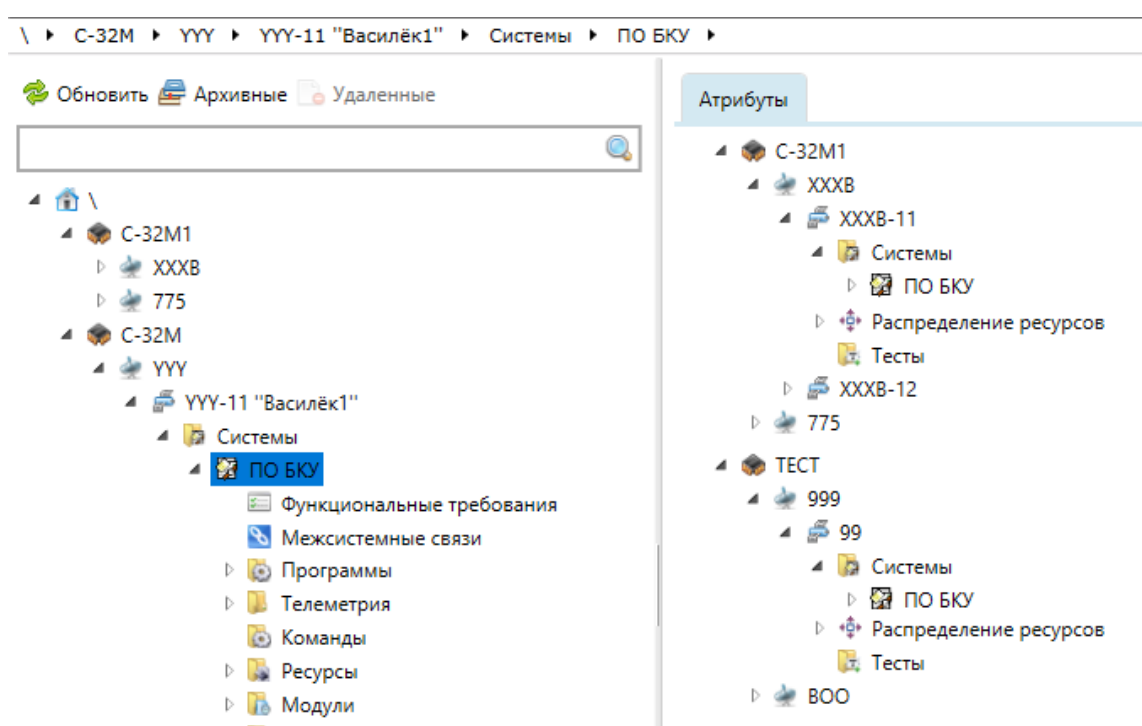 \ С-32М YYY YYY-11 "Василёк1" Системы ПО БКУ
Обновить Архивные Удаленные
\
С-32М1
XXXB
775
С-32М
YYY
YYY-11 "Василёк1"
Системы
ПО БКУ
Функциональные требования
Межсистемные связи
Программы
Телеметрия
Команды
Ресурсы
Модули
Атрибуты
С-32М1
XXXB
XXXB-11
Системы
ПО БКУ
Распределение ресурсов
Тесты
XXXB-12
775
ТЕСТ
999
99
Системы
ПО БКУ
Распределение ресурсов
Тесты
BOO